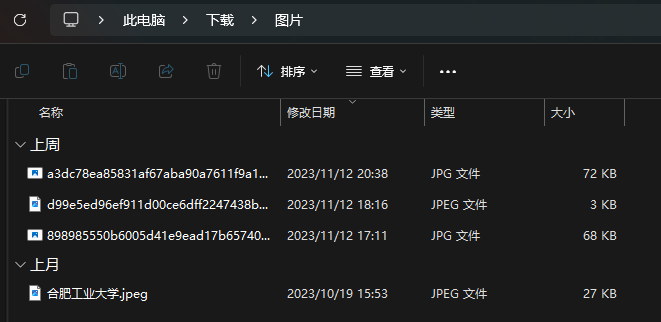 此电脑 > 下载 > 图片
排序 查看 ...
名称 修改日期 类型 大小
上周
a3dc78ea85831af67aba90a7611f9a1... 2023/11/12 20:38 JPG 文件 72 KB
d99e5ed96ef911d00ce6dff2247438b... 2023/11/12 18:16 JPEG 文件 3 KB
898985550b6005d41e9ead17b65740... 2023/11/12 17:11 JPG 文件 68 KB
上月
合肥工业大学.jpeg 2023/10/19 15:53 JPEG 文件 27 KB